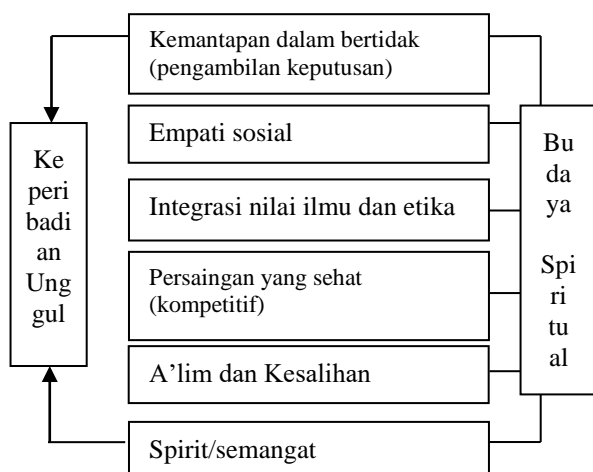 Kemantapan dalam bertidak
(pengambilan keputusan)
Empati sosial
Ke
peri
badi
an
Ung
gul
Integrasi nilai ilmu dan etika
Persaingan yang sehat
(kompetitif)
A’lim dan Kesalihan
Spirit/semangat
Bu
da
ya
Spi
ri
tu
al